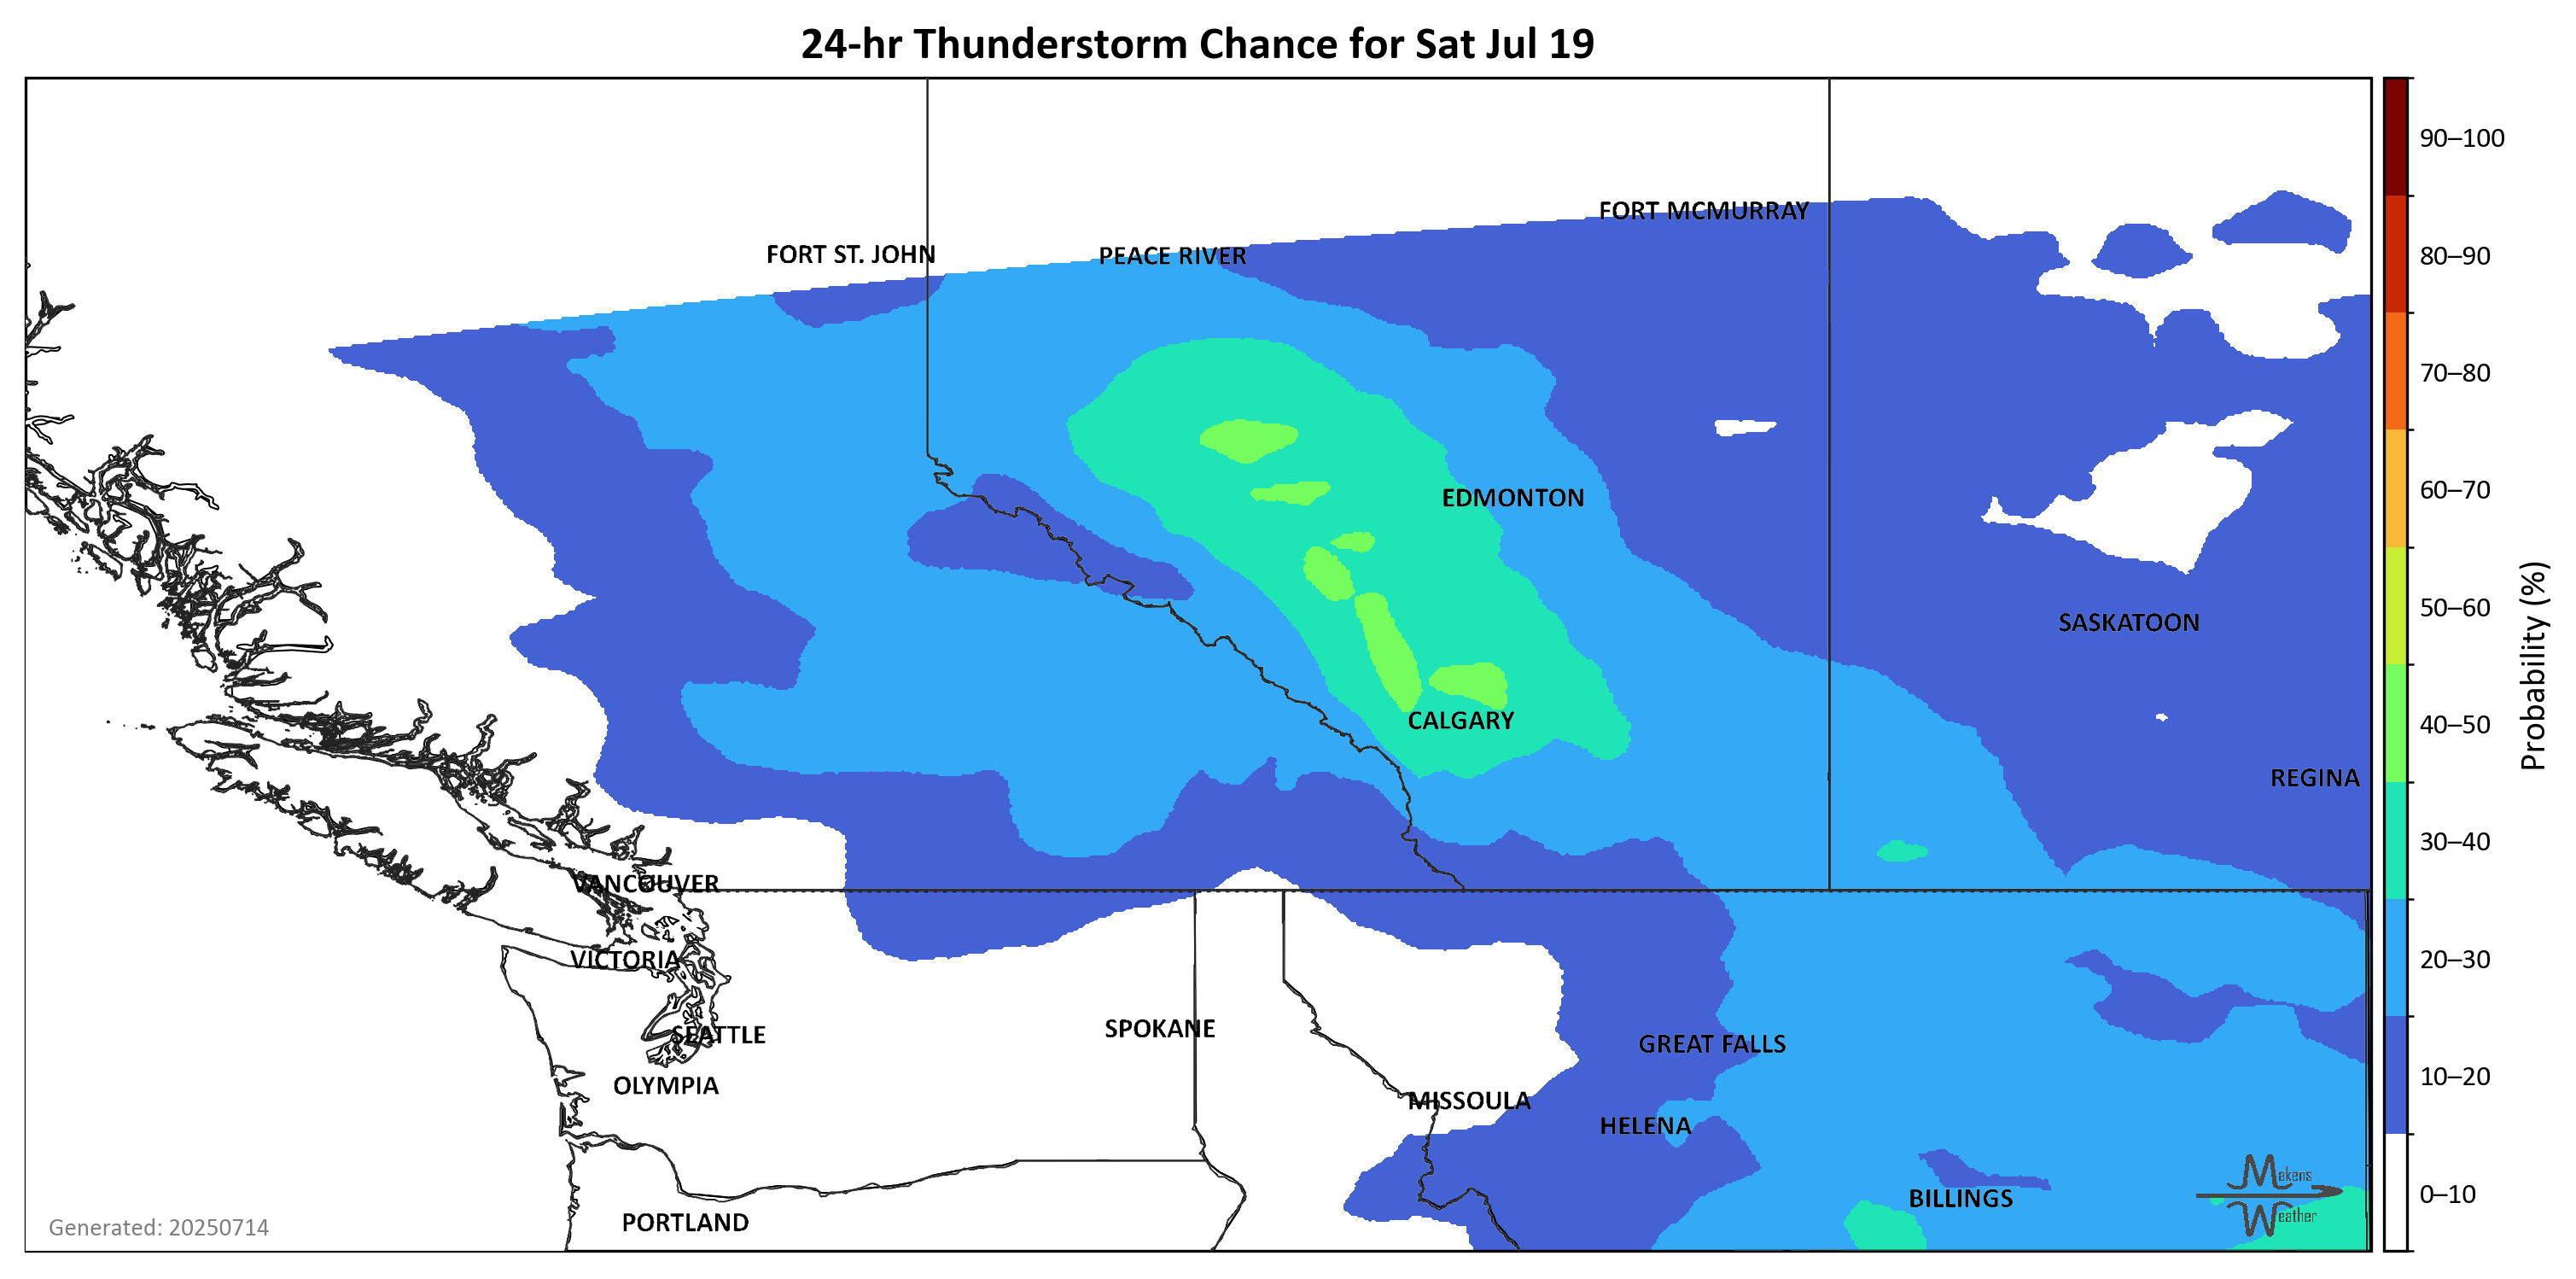 24-hr Thunderstorm Chance for Sat Jul 19
90–100
FORT MCMURRAY
FORT ST. JOHN
PEACE RIVER
80–90
70–80
60–70
EDMONTON
50–60
SASKATOON
Probability (%)
CALGARY
40–50
REGINA
30–40
VANCOUVER
VICTORIA
20–30
SPOKANE
SEATTLE
GREAT FALLS
10–20
OLYMPIA
MISSOULA
HELENA
Makens
Weather
BILLINGS
0–10
PORTLAND
Generated: 20250714